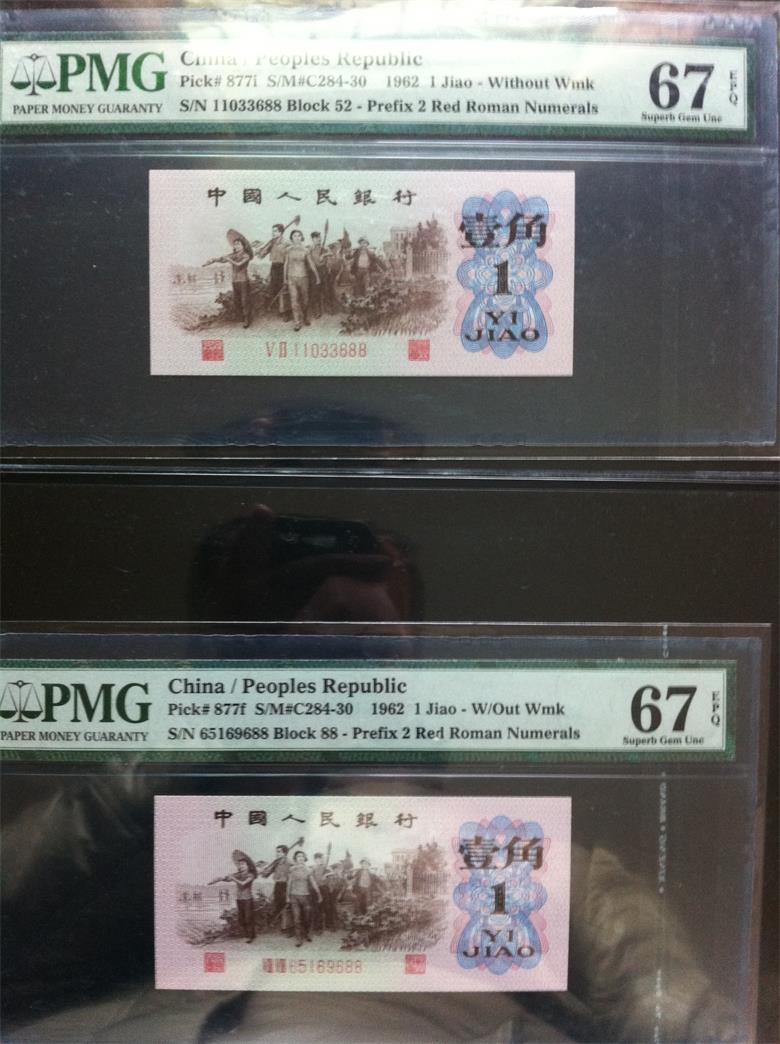 PMG
PAPER MONEY GUARANTY
China / Peoples Republic
Pick# 877i S/M#C284-30 1962 1 Jiao - Without Wmk
S/N 11033688 Block 52 - Prefix 2 Red Roman Numerals
67
EPQ
Superb Gem Unc
中國人民銀行
壹角
1
YI
JIAO
VⅡ 11033688
PMG
PAPER MONEY GUARANTY
China / Peoples Republic
Pick# 877f S/M#C284-30 1962 1 Jiao - W/Out Wmk
S/N 65169688 Block 88 - Prefix 2 Red Roman Numerals
67
EPQ
Superb Gem Unc
中國人民銀行
壹角
1
YI
JIAO
ⅧⅧ 65169688